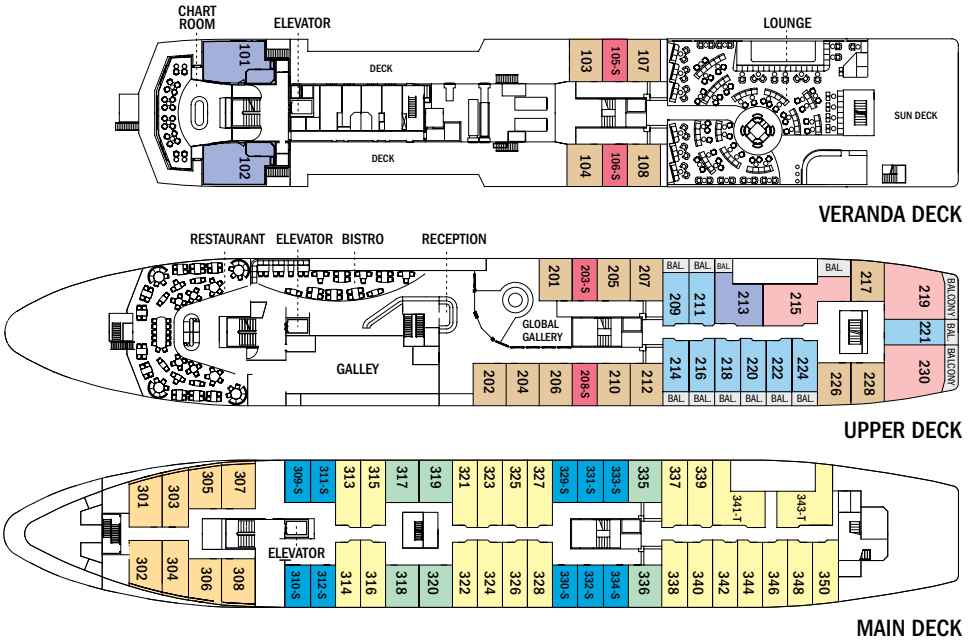 CHART
ROOM
ELEVATOR
LOUNGE
101
DECK
103
105-S
107
SUN DECK
102
DECK
104
106-S
108
VERANDA DECK
RESTAURANT
ELEVATOR
BISTRO
RECEPTION
201
203-S
205
207
BAL.
BAL.
BAL.
BAL.
209
211
213
215
217
219
BALCONY
GLOBAL
GALLERY
221
BAL.
GALLEY
202
204
206
208-S
210
212
214
216
218
220
222
224
226
228
230
BALCONY
BAL.
BAL.
BAL.
BAL.
BAL.
BAL.
UPPER DECK
301
303
305
307
309-S
311-S
313
315
317
319
321
323
325
327
329-S
331-S
333-S
335
337
339
341-T
343-T
ELEVATOR
302
304
306
308
310-S
312-S
314
316
318
320
322
324
326
328
330-S
332-S
334-S
336
338
340
342
344
346
348
350
MAIN DECK